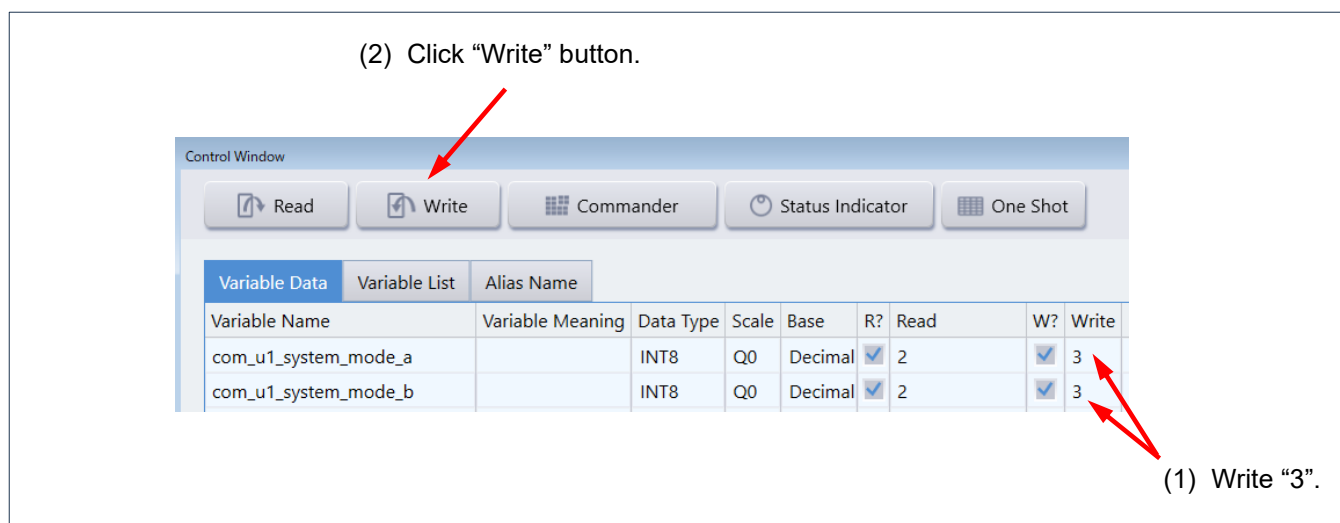 (2) Click “Write” button.
Control Window
Read Write Commander Status Indicator One Shot
Variable Data Variable List Alias Name
Variable Name Variable Meaning Data Type Scale Base R? Read W? Write
com_u1_system_mode_a INT8 Q0 Decimal 2 3
com_u1_system_mode_b INT8 Q0 Decimal 2 3
(1) Write “3”.